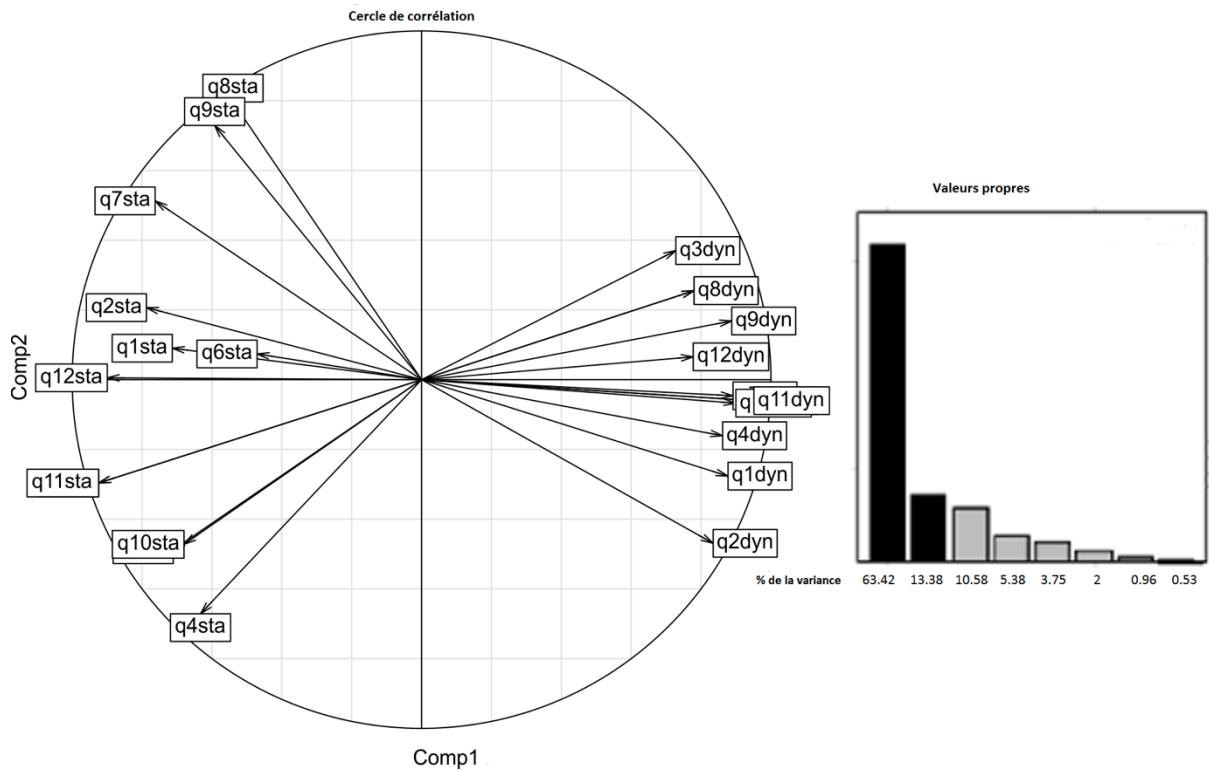 Cercle de corrélation
q8sta
q9sta
q7sta
q3dyn
q8dyn
q2sta
q9dyn
q1sta
q6sta
q12dyn
Comp2
q12sta
q
q11dyn
q4dyn
q11sta
q1dyn
q10sta
q2dyn
q4sta
Comp1
Valeurs propres
% de la variance 63.42 13.38 10.58 5.38 3.75 2 0.96 0.53